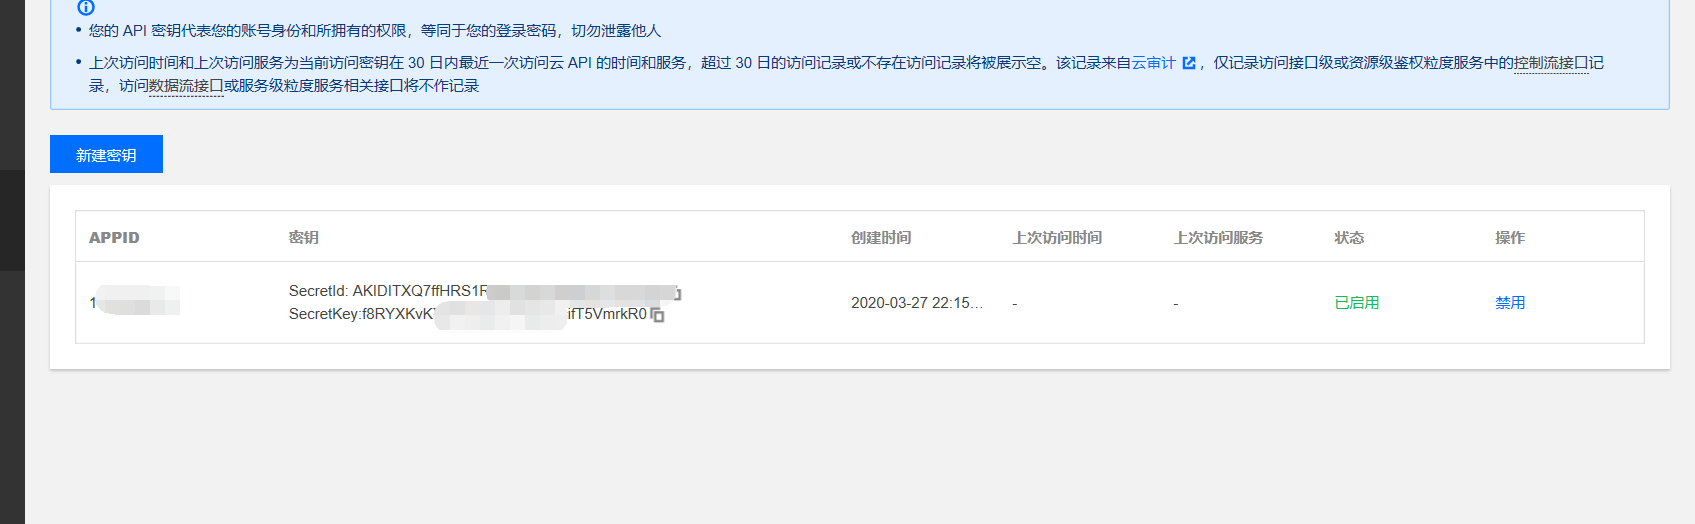 您的 API 密钥代表您的账号身份和所拥有的权限，等同于您的登录密码，切勿泄露他人
上次访问时间和上次访问服务为当前访问密钥在 30 日内最近一次访问云 API 的时间和服务，超过 30 日的访问记录或不存在访问记录将被展示空。该记录来自云审计，仅记录访问接口级或资源级鉴权粒度服务中的控制流接口记
录，访问数据流接口或服务级粒度服务相关接口将不作记录
新建密钥
APPID 密钥 创建时间 上次访问时间 上次访问服务 状态 操作
SecretId: AKIDITXQ7ffHRS1R
1 2020-03-27 22:15... - - 已启用 禁用
SecretKey:f8RYXKvK ifT5VmrkR0